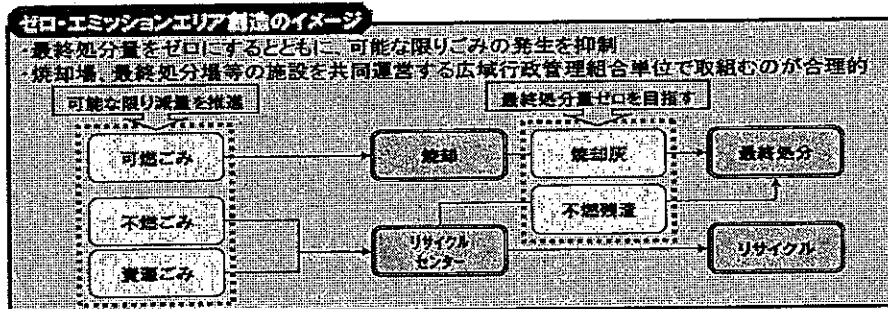 ゼロ・エミッションエリア創造のイメージ
・最終処分量をゼロにするとともに、可能な限りごみの発生を抑制
・焼却場、最終処分場等の施設を共同運営する広域行政管理組合単位で取組むのが合理的
可能な限り減量を推進
最終処分量ゼロを目指す
可燃ごみ
焼却
焼却灰
最終処分
不燃ごみ
不燃残渣
資源ごみ
リサイクル
センター
リサイクル